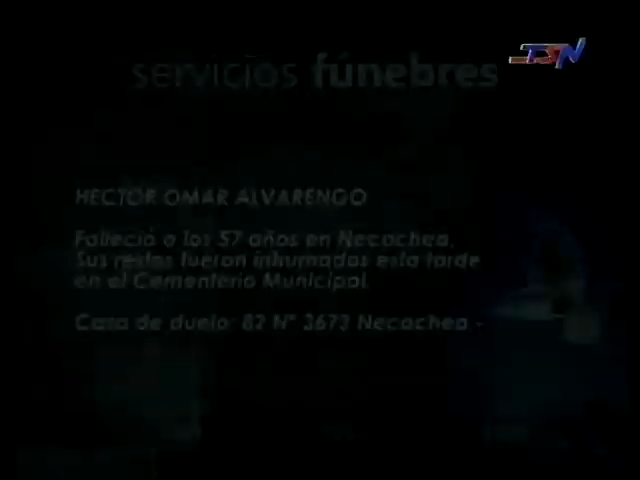 TSN
servicios fúnebres
HECTOR OMAR ALVARENGO
Falleció a los 57 años en Necochea.
Sus restos fueron inhumados esta tarde
en el Cementerio Municipal.
Casa de duelo: 82 N° 3673 Necochea -